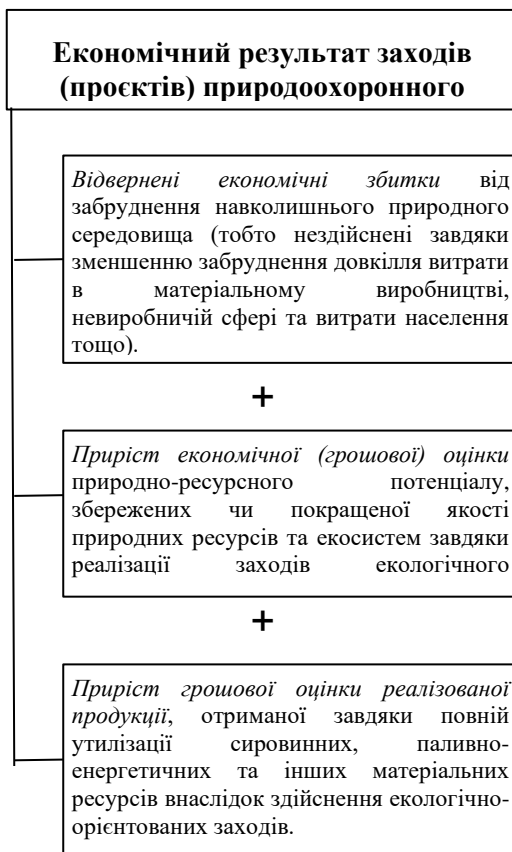 Економічний результат заходів
(проєктів) природоохоронного
Відвернені економічні збитки від
забруднення навколишнього природного
середовища (тобто нездійснені завдяки
зменшенню забруднення довкілля витрати
в матеріальному виробництві,
невиробничій сфері та витрати населення
тощо).
+
Приріст економічної (грошової) оцінки
природно-ресурсного потенціалу,
збережених чи покращеної якості
природних ресурсів та екосистем завдяки
реалізації заходів екологічного
+
Приріст грошової оцінки реалізованої
продукції, отриманої завдяки повній
утилізації сировинних, паливно-
енергетичних та інших матеріальних
ресурсів внаслідок здійснення екологічно-
орієнтованих заходів.